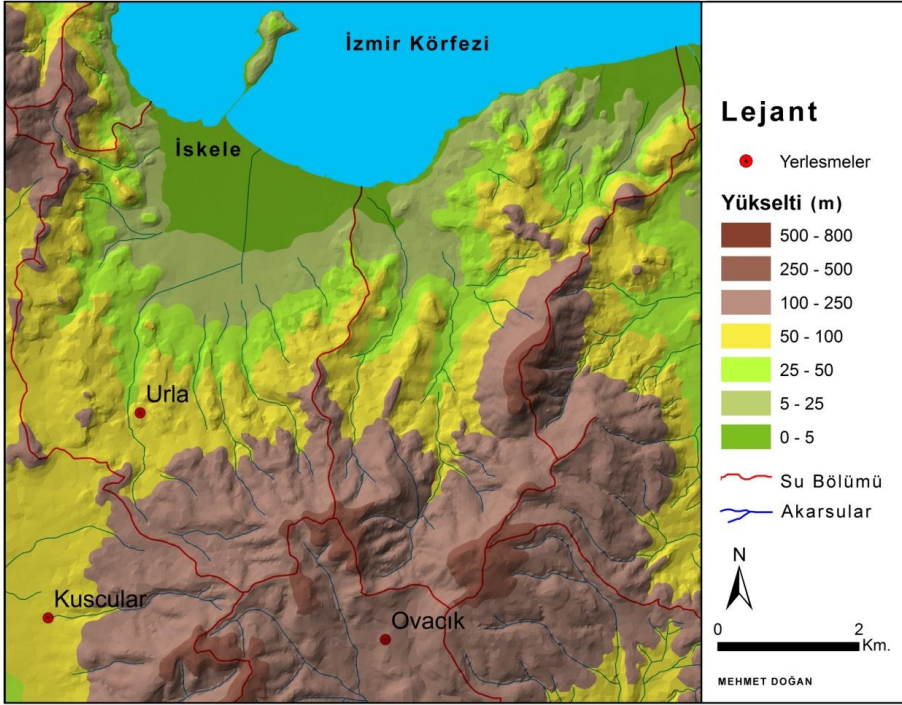 İzmir Körfezi
İskele
Urla
Kuscular
Ovacık
Lejant
Yerlesmeler
Yükselti (m)
500 - 800
250 - 500
100 - 250
50 - 100
25 - 50
5 - 25
0 - 5
Su Bölümü
Akarsular
N
0 2
Km.
MEHMET DOĞAN